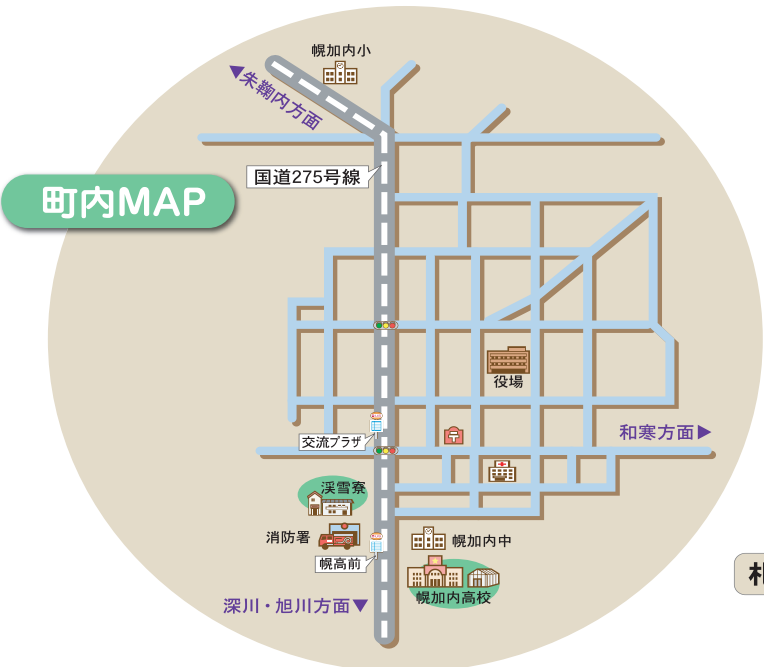 幌加内小
◀朱鞠内方面
国道275号線
町内MAP
役場
交流プラザ
和寒方面▶
渓雪寮
消防署
幌加内中
幌高前
幌加内高校
深川・旭川方面▼
札